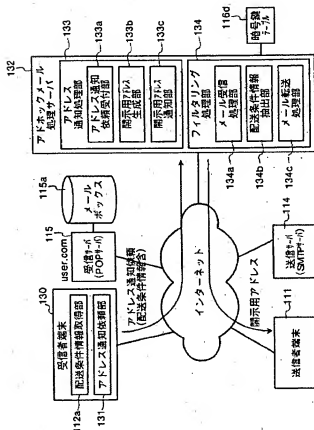 132
アドホックメール
処理サーバ
133
アドレス
通知処理部
133a
アドレス通知依頼
受付部
133b
開示用アドレス
生成部
133c
開示用アドレス
通知部
134
フィルタリング
処理部
134a
メール受信
処理部
134b
配送条件情報
抽出部
134c
メール転送
処理部
116d
暗号鍵
テーブル
115a
メール
ボックス
user.com
115
受信サーバ
(POPサーバ)
130
受信者端末
112a
配送条件情報取得部
131
アドレス通知依頼部
アドレス通知依頼
(配送条件情報含)
インターネット
開示用アドレス
114
送信サーバ
(SMTPサーバ)
111
送信者端末